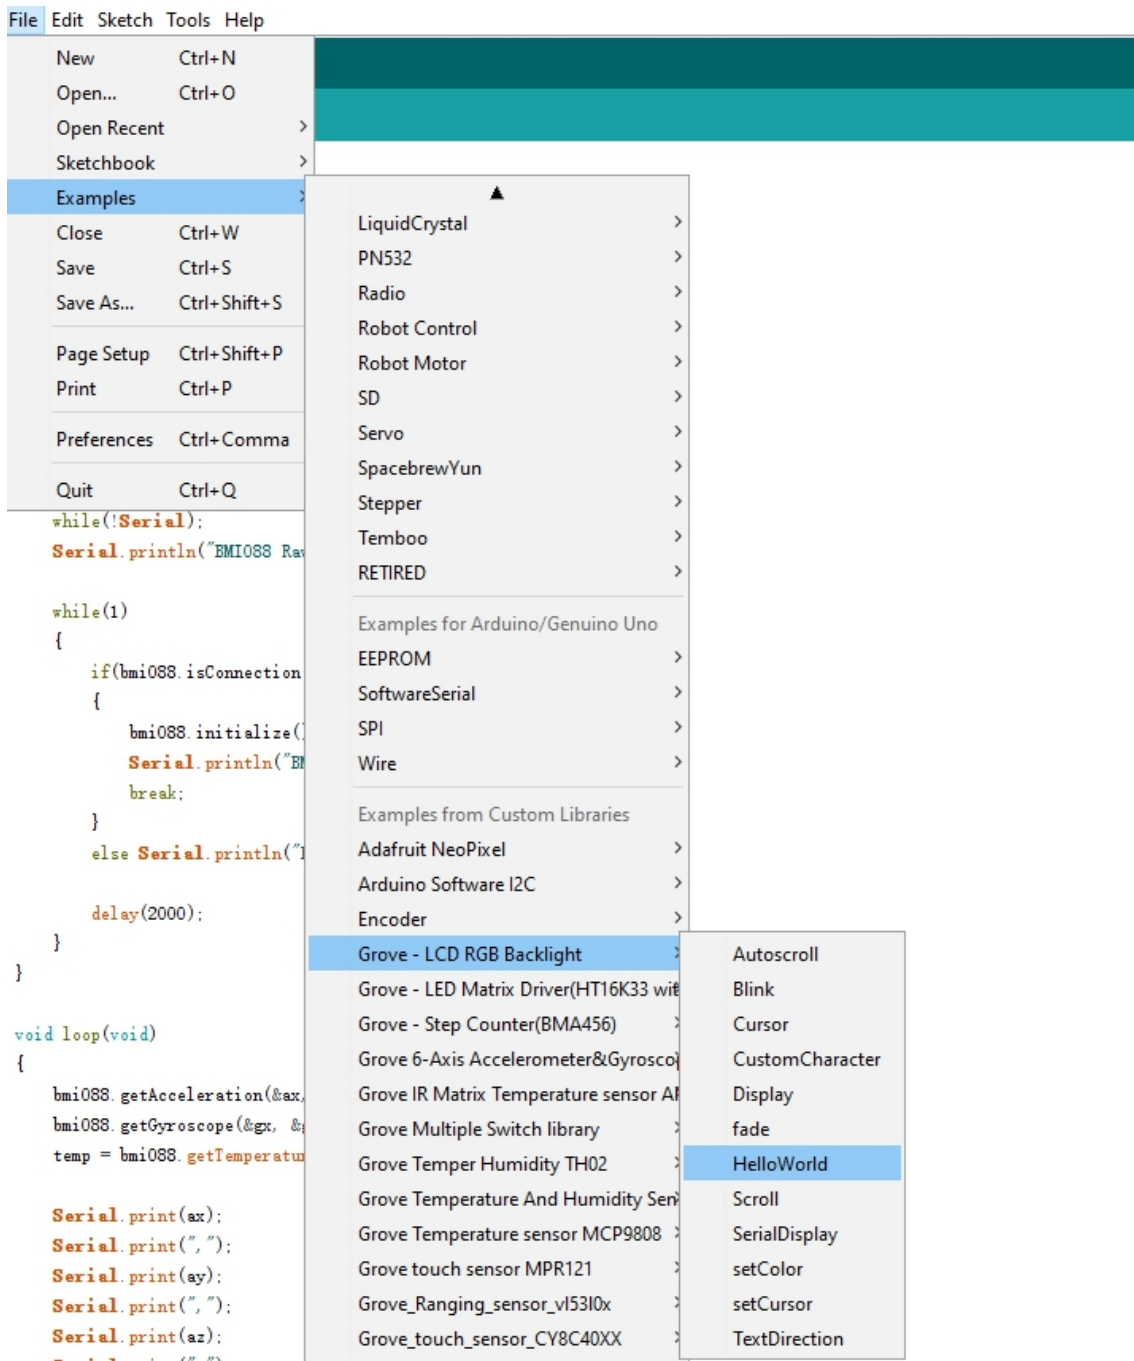 File Edit Sketch Tools Help
New Ctrl+N
Open... Ctrl+O
Open Recent
Sketchbook
Examples
Close Ctrl+W
Save Ctrl+S
Save As... Ctrl+Shift+S
Page Setup Ctrl+Shift+P
Print Ctrl+P
Preferences Ctrl+Comma
Quit Ctrl+Q
LiquidCrystal
PN532
Radio
Robot Control
Robot Motor
SD
Servo
SpacebrewYun
Stepper
Temboo
RETIRED
Examples for Arduino/Genuino Uno
EEPROM
SoftwareSerial
SPI
Wire
Examples from Custom Libraries
Adafruit NeoPixel
Arduino Software I2C
Encoder
Grove - LCD RGB Backlight
Grove - LED Matrix Driver(HT16K33 wit
Grove - Step Counter(BMA456)
Grove 6-Axis Accelerometer&Gyrosco
Grove IR Matrix Temperature sensor
Grove Multiple Switch library
Grove Temper Humidity TH02
Grove Temperature And Humidity Sen
Grove Temperature sensor MCP9808
Grove touch sensor MPR121
Grove_Ranging_sensor_vl53l0x
Grove_touch_sensor_CY8C40XX
Autoscroll
Blink
Cursor
CustomCharacter
Display
fade
HelloWorld
Scroll
SerialDisplay
setColor
setCursor
TextDirection
while(!Serial);
Serial.println("BMI088 Raw
while(1)
{
if(bmi088.isConnection
{
bmi088.initialize()
Serial.println("BM
break;
}
else Serial.println("
delay(2000);
}
}
void loop(void)
{
bmi088.getAcceleration(&ax,
bmi088.getGyroscope(&gx, &g
temp = bmi088.getTemperatur
Serial.print(ax);
Serial.print(",");
Serial.print(ay);
Serial.print(",");
Serial.print(az);